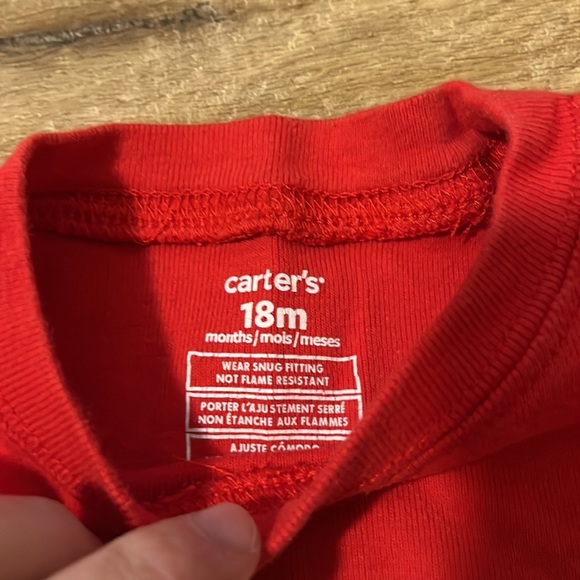 carter's
18m
months/mois/meses
WEAR SNUG FITTING
NOT FLAME RESISTANT
PORTER L'AJUSTEMENT SERRÉ
NON ÉTANCHE AUX FLAMMES
AJUSTE CÓMODO